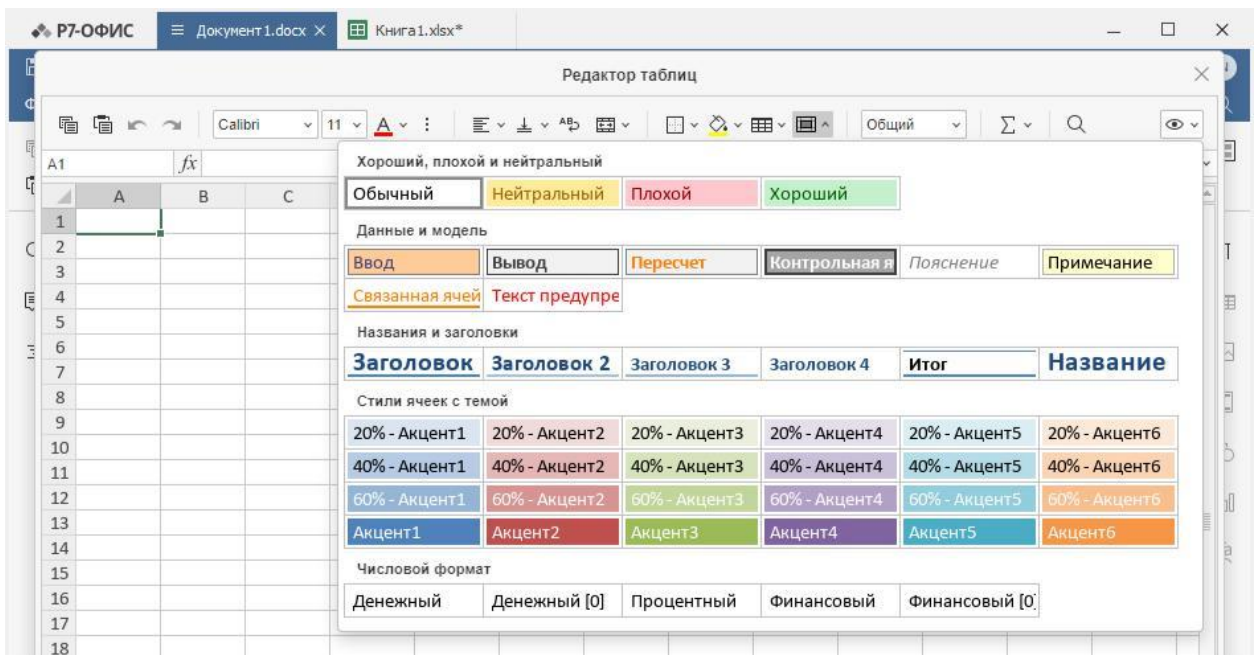 Р7-ОФИС Документ1.docx Книга1.xlsx*
Редактор таблиц
Calibri 11 A ABc Общий Σ
A1 fx
A B C
1
2
3
4
5
6
7
8
9
10
11
12
13
14
15
16
17
18
Хороший, плохой и нейтральный
Обычный Нейтральный Плохой Хороший
Данные и модель
Ввод Вывод Пересчет Контрольная я Пояснение Примечание
Связанная ячей Текст предупре
Названия и заголовки
Заголовок Заголовок 2 Заголовок 3 Заголовок 4 Итог Название
Стили ячеек с темой
20% - Акцент1 20% - Акцент2 20% - Акцент3 20% - Акцент4 20% - Акцент5 20% - Акцент6
40% - Акцент1 40% - Акцент2 40% - Акцент3 40% - Акцент4 40% - Акцент5 40% - Акцент6
60% - Акцент1 60% - Акцент2 60% - Акцент3 60% - Акцент4 60% - Акцент5 60% - Акцент6
Акцент1 Акцент2 Акцент3 Акцент4 Акцент5 Акцент6
Числовой формат
Денежный Денежный [0] Процентный Финансовый Финансовый [0]